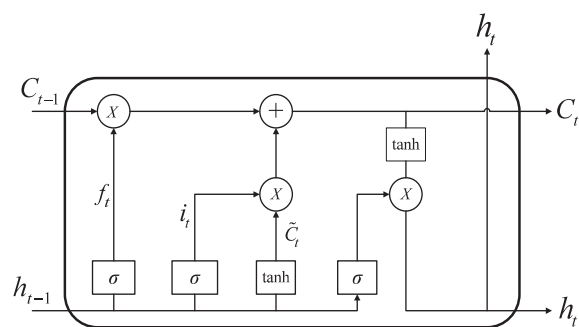 h_t
C_{t-1}
X
+
C_t
tanh
f_t
i_t
X
X
C̃_t
σ
σ
tanh
σ
h_{t-1}
h_t